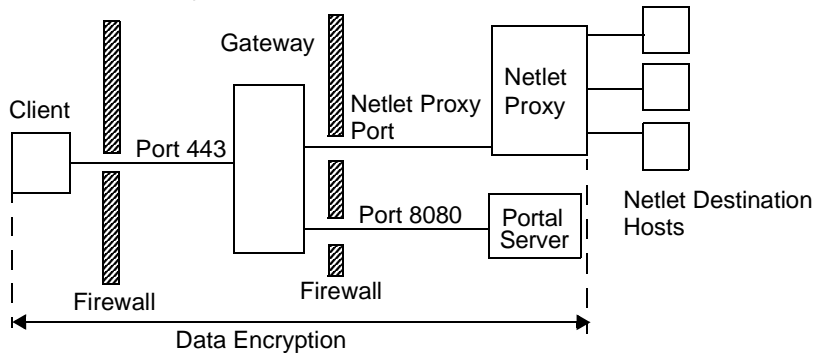 Gateway
Netlet
Proxy
Client
Netlet Proxy
Port
Port 443
Netlet Destination
Hosts
Port 8080
Portal
Server
Firewall
Firewall
Data Encryption